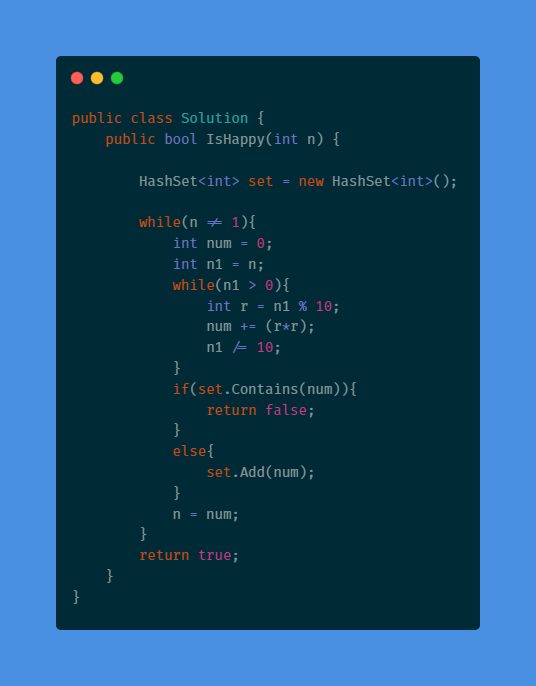 public class Solution {
    public bool IsHappy(int n) {

        HashSet<int> set = new HashSet<int>();

        while(n != 1){
            int num = 0;
            int n1 = n;
            while(n1 > 0){
                int r = n1 % 10;
                num += (r*r);
                n1 /= 10;
            }
            if(set.Contains(num)){
                return false;
            }
            else{
                set.Add(num);
            }
            n = num;
        }
        return true;
    }
}